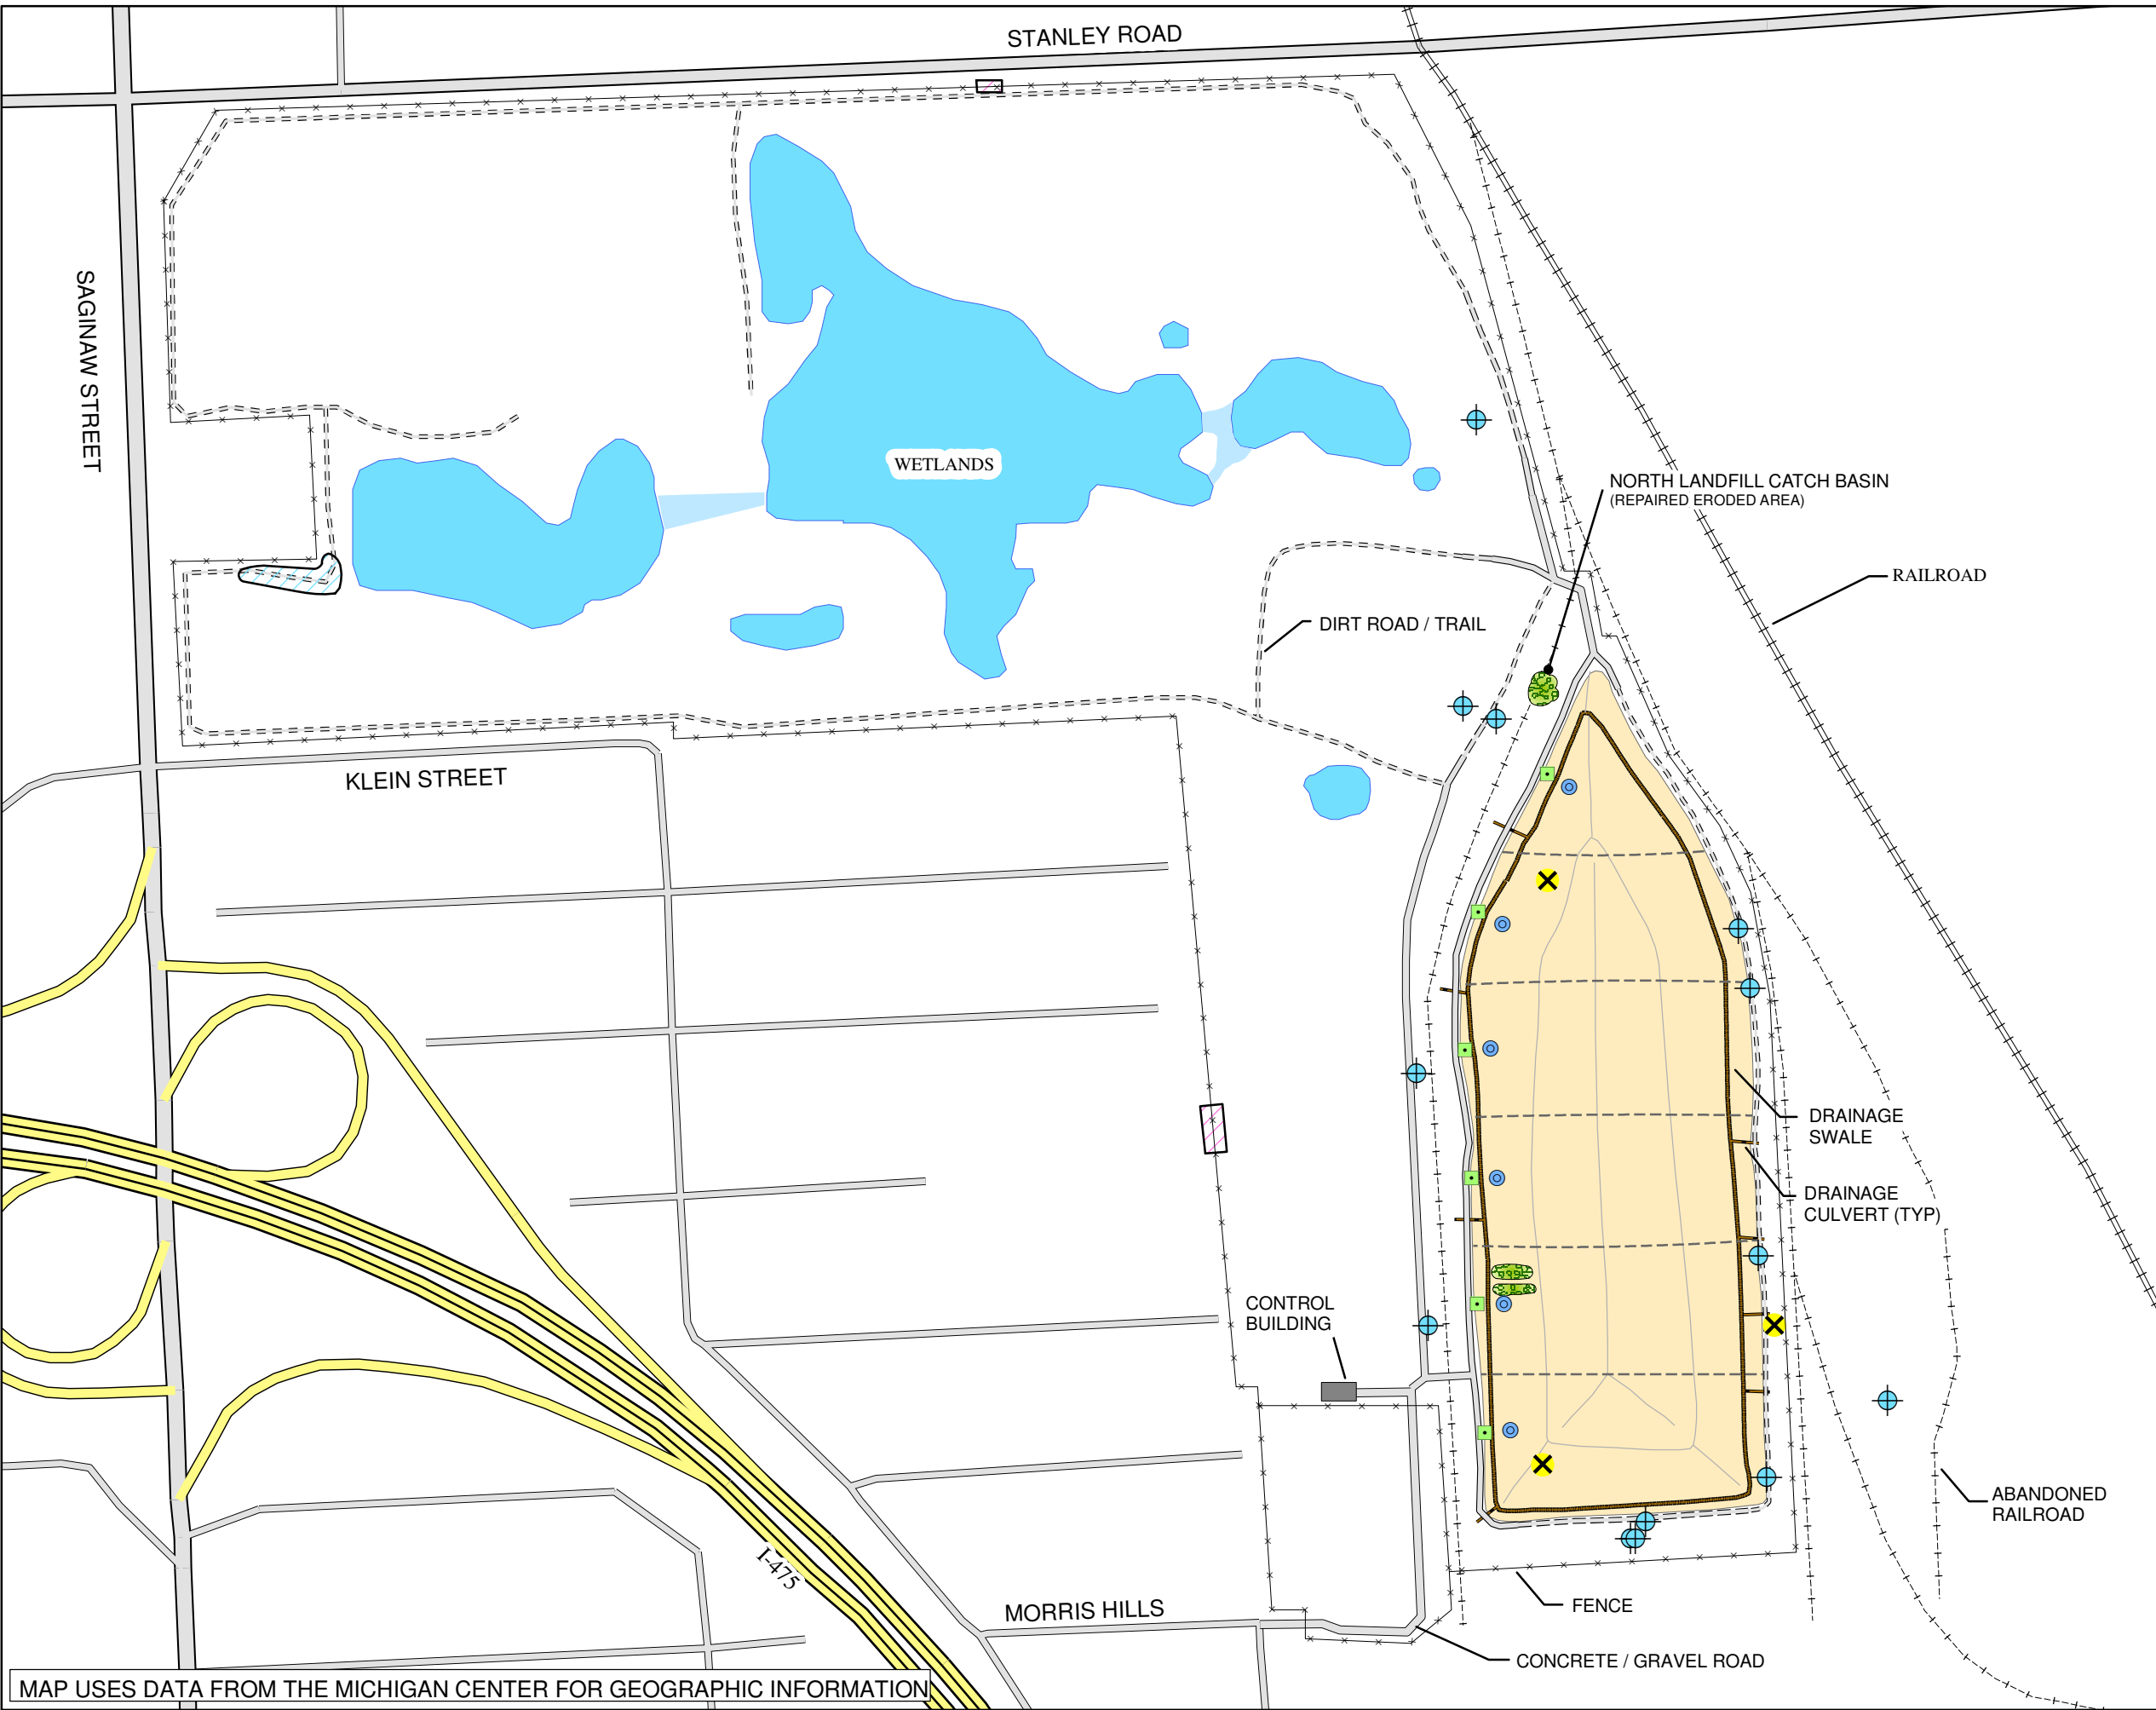 STANLEY ROAD
SAGINAW STREET
WETLANDS
NORTH LANDFILL CATCH BASIN
(REPAIRED ERODED AREA)
RAILROAD
DIRT ROAD / TRAIL
KLEIN STREET
DRAINAGE
SWALE
DRAINAGE
CULVERT (TYP)
CONTROL
BUILDING
ABANDONED
RAILROAD
I-475
MORRIS HILLS
FENCE
CONCRETE / GRAVEL ROAD
MAP USES DATA FROM THE MICHIGAN CENTER FOR GEOGRAPHIC INFORMATION